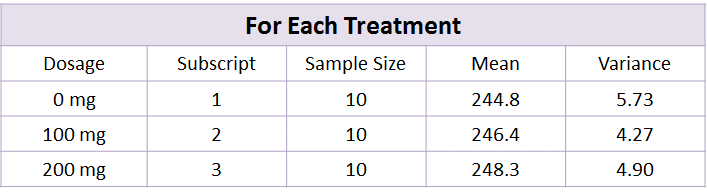 For Each Treatment
Dosage Subscript Sample Size Mean Variance
0 mg 1 10 244.8 5.73
100 mg 2 10 246.4 4.27
200 mg 3 10 248.3 4.90